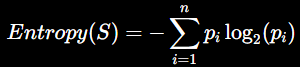 Entropy(S) = − ∑_{i=1}^{n} p_i log_2(p_i)